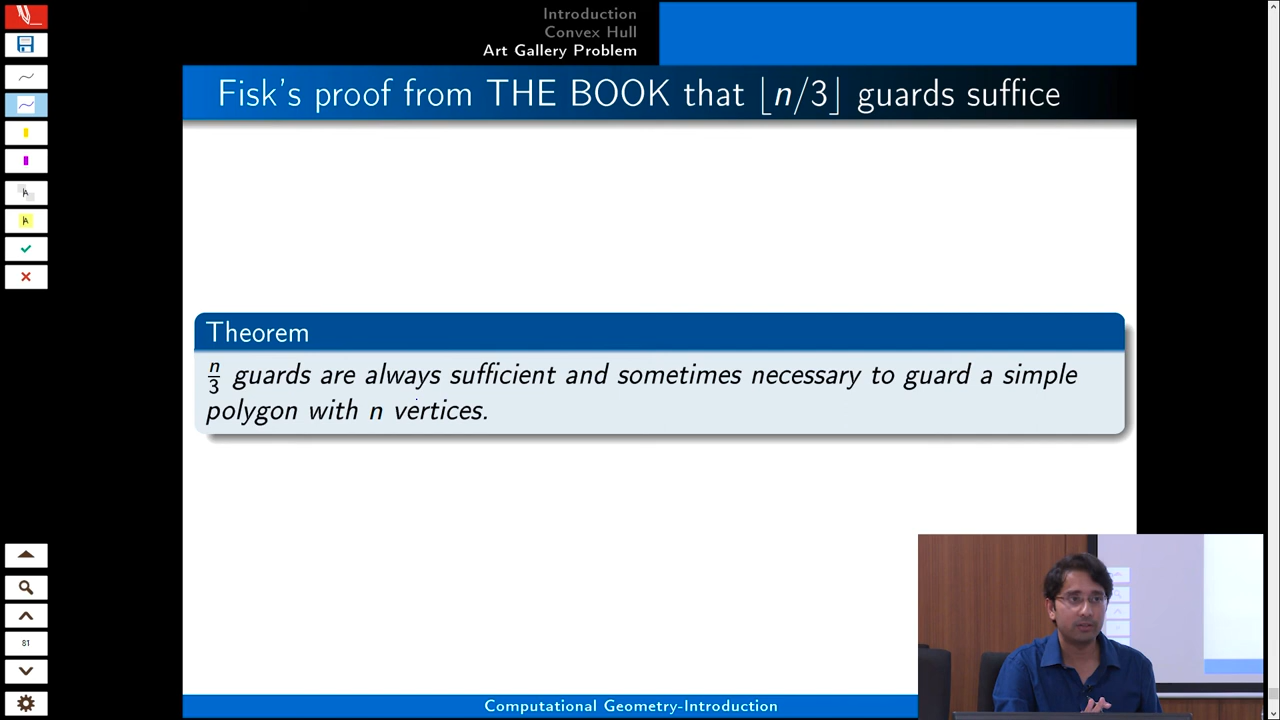 Introduction
Convex Hull
Art Gallery Problem
Fisk's proof from THE BOOK that ⌊n/3⌋ guards suffice
Theorem
n/3 guards are always sufficient and sometimes necessary to guard a simple
polygon with n vertices.
A
A
81
Computational Geometry-Introduction